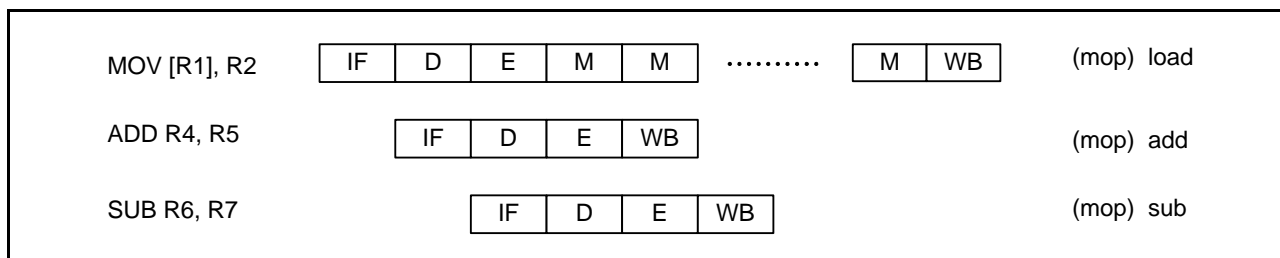 MOV [R1], R2 IF D E M M .......... M WB (mop) load
ADD R4, R5 IF D E WB (mop) add
SUB R6, R7 IF D E WB (mop) sub